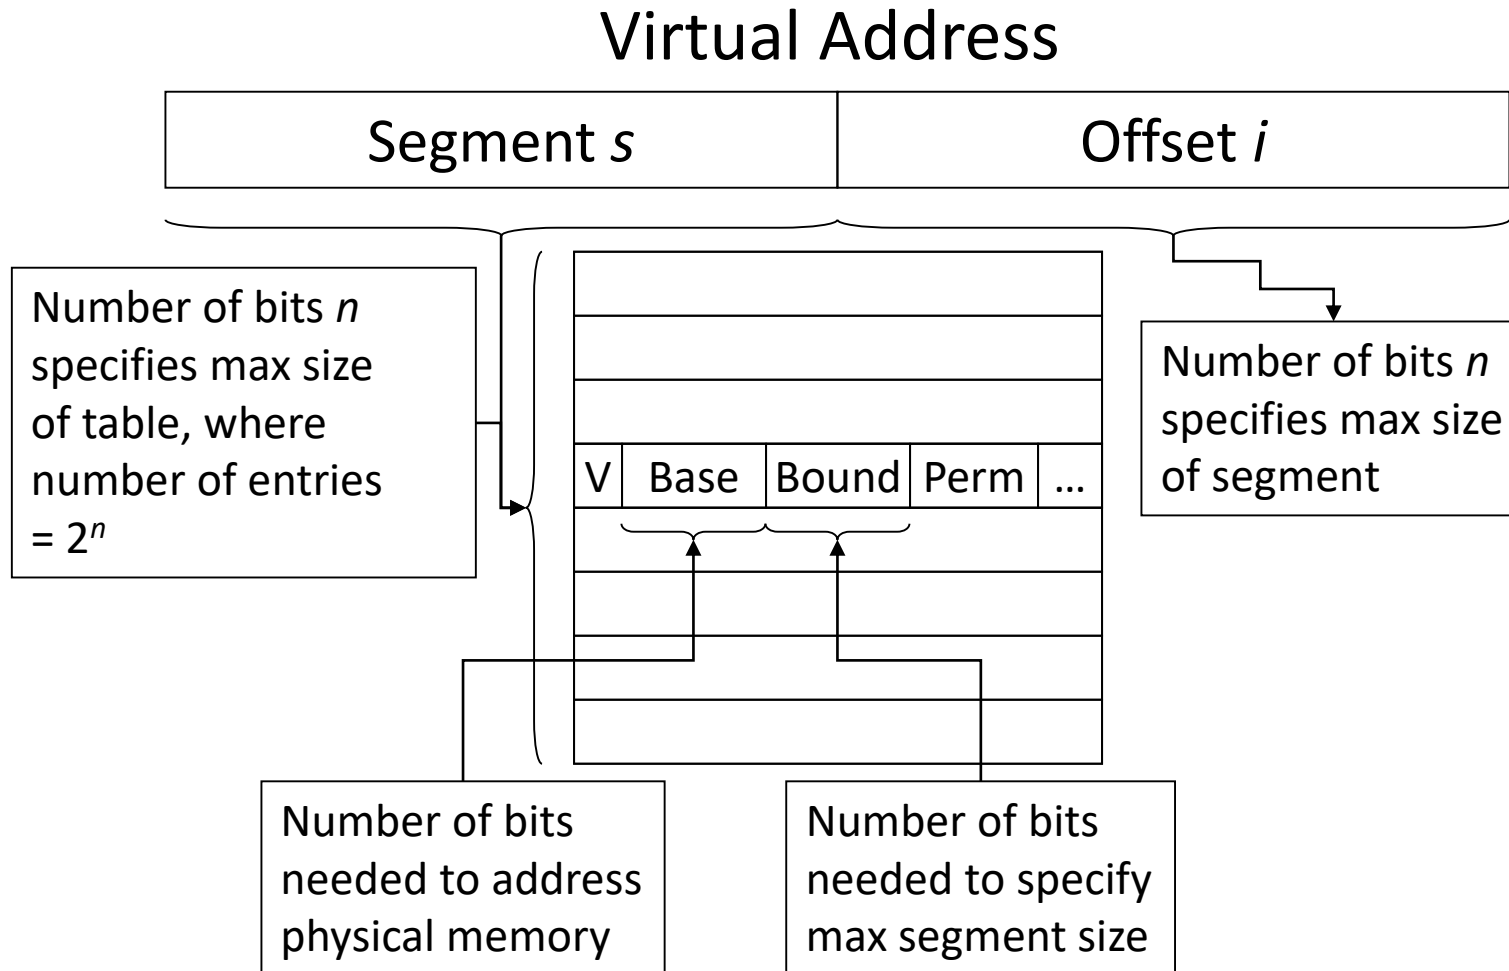 Virtual Address
Segment s
Offset i
Number of bits n
specifies max size
of table, where
number of entries
= 2ⁿ
V Base Bound Perm ...
Number of bits n
specifies max size
of segment
Number of bits
needed to address
physical memory
Number of bits
needed to specify
max segment size